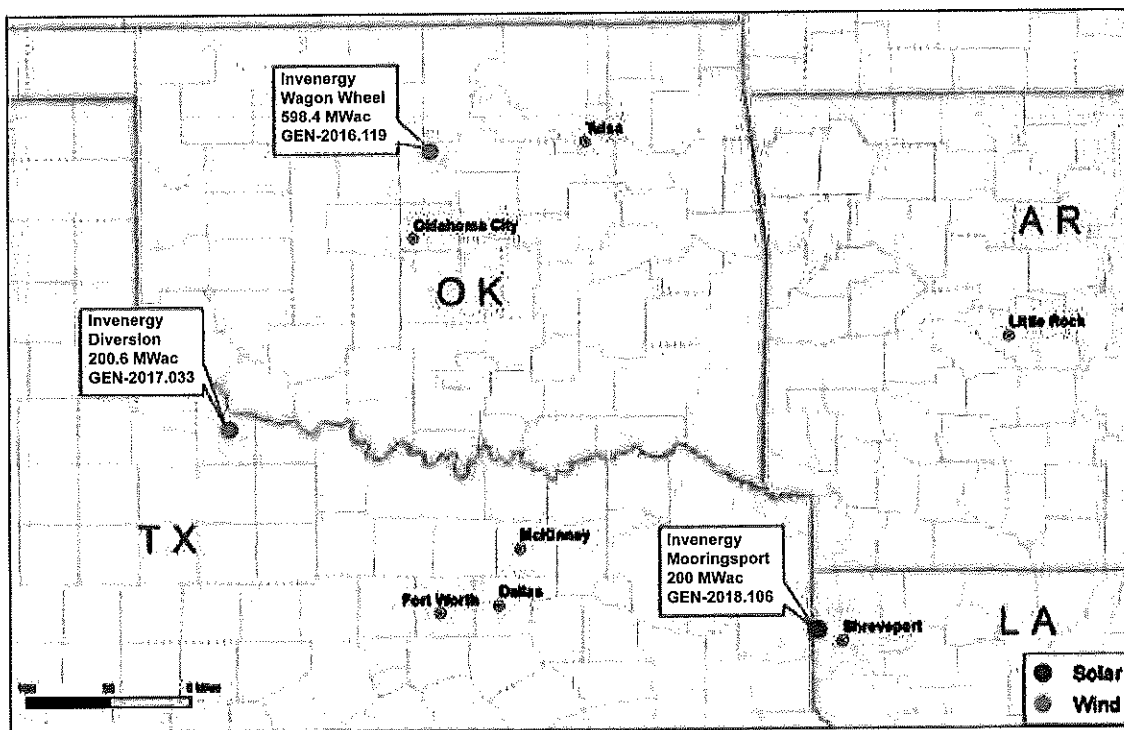 Invenergy
Wagon Wheel
598.4 MWac
GEN-2016.119
Tulsa
Oklahoma City
A R
O K
Invenergy
Diversion
200.6 MWac
GEN-2017.033
Little Rock
T X
McKinney
Invenergy
Mooringsport
200 MWac
GEN-2018.106
Fort Worth
Dallas
Shreveport
L A
Solar
Wind